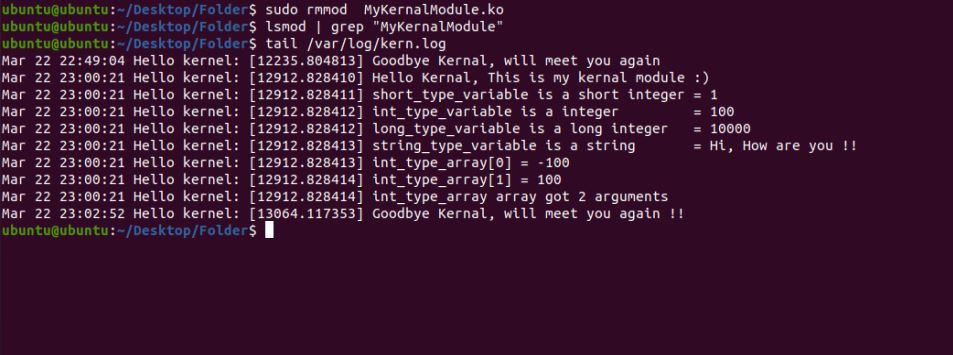 ubuntu@ubuntu:~/Desktop/Folder$ sudo rmmod  MyKernalModule.ko
ubuntu@ubuntu:~/Desktop/Folder$ lsmod | grep "MyKernalModule"
ubuntu@ubuntu:~/Desktop/Folder$ tail /var/log/kern.log
Mar 22 22:49:04 Hello kernel: [12235.804813] Goodbye Kernal, will meet you again
Mar 22 23:00:21 Hello kernel: [12912.828410] Hello Kernal, This is my kernal module :)
Mar 22 23:00:21 Hello kernel: [12912.828411] short_type_variable is a short integer = 1
Mar 22 23:00:21 Hello kernel: [12912.828412] int_type_variable is a integer         = 100
Mar 22 23:00:21 Hello kernel: [12912.828412] long_type_variable is a long integer   = 10000
Mar 22 23:00:21 Hello kernel: [12912.828413] string_type_variable is a string       = Hi, How are you !!
Mar 22 23:00:21 Hello kernel: [12912.828413] int_type_array[0] = -100
Mar 22 23:00:21 Hello kernel: [12912.828414] int_type_array[1] = 100
Mar 22 23:00:21 Hello kernel: [12912.828414] int_type_array array got 2 arguments
Mar 22 23:02:52 Hello kernel: [13064.117353] Goodbye Kernal, will meet you again !!
ubuntu@ubuntu:~/Desktop/Folder$